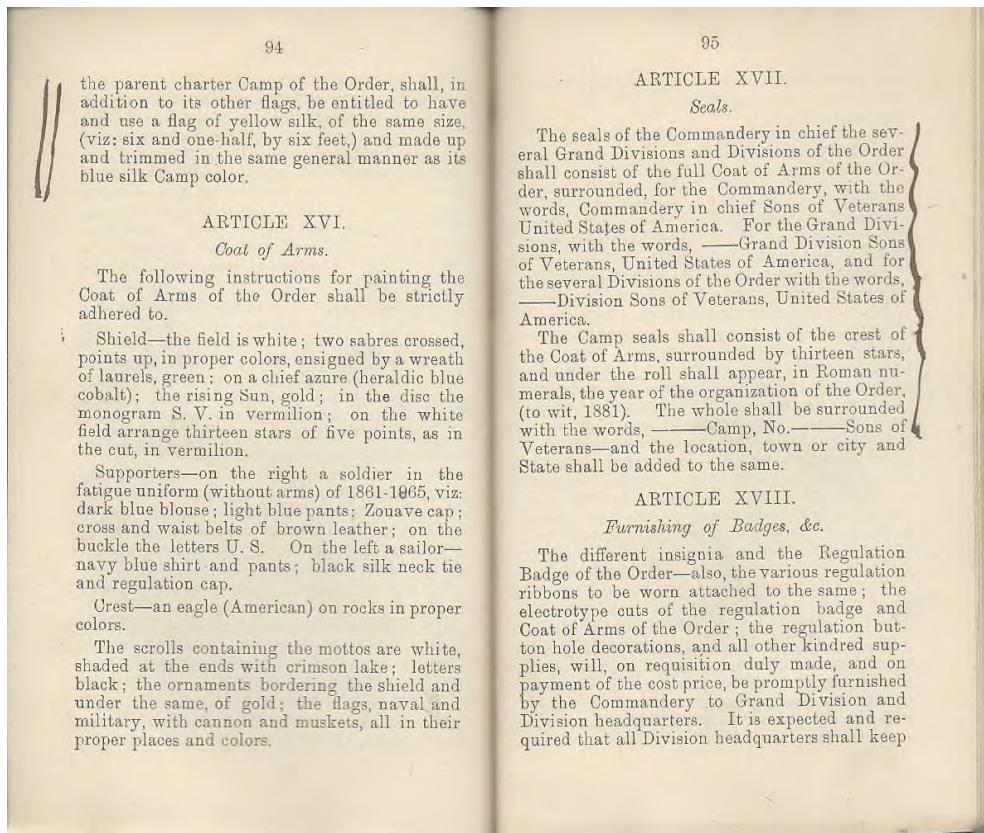 94
the parent charter Camp of the Order, shall, in
addition to its other flags, be entitled to have
and use a flag of yellow silk, of the same size,
(viz: six and one-half, by six feet,) and made up
and trimmed in the same general manner as its
blue silk Camp color.
ARTICLE XVI.
Coat of Arms.
The following instructions for painting the
Coat of Arms of the Order shall be strictly
adhered to.
Shield—the field is white; two sabres crossed,
points up, in proper colors, ensigned by a wreath
of laurels, green; on a chief azure (heraldic blue
cobalt); the rising Sun, gold; in the disc the
monogram S. V. in vermilion; on the white
field arrange thirteen stars of five points, as in
the cut, in vermilion.
Supporters—on the right a soldier in the
fatigue uniform (without arms) of 1861-1865, viz:
dark blue blouse; light blue pants; Zouave cap;
cross and waist belts of brown leather; on the
buckle the letters U. S. On the left a sailor—
navy blue shirt and pants; black silk neck tie
and regulation cap.
Crest—an eagle (American) on rocks in proper
colors.
The scrolls containing the mottos are white,
shaded at the ends with crimson lake; letters
black; the ornaments bordering the shield and
under the same, of gold; the flags, naval and
military, with cannon and muskets, all in their
proper places and colors.
95
ARTICLE XVII.
Seals.
The seals of the Commandery in chief the sev-
eral Grand Divisions and Divisions of the Order
shall consist of the full Coat of Arms of the Or-
der, surrounded, for the Commandery, with the
words, Commandery in chief Sons of Veterans
United States of America. For the Grand Divi-
sions, with the words, ——Grand Division Sons
of Veterans, United States of America, and for
the several Divisions of the Order with the words,
——Division Sons of Veterans, United States of
America.
The Camp seals shall consist of the crest of
the Coat of Arms, surrounded by thirteen stars,
and under the roll shall appear, in Roman nu-
merals, the year of the organization of the Order,
(to wit, 1881). The whole shall be surrounded
with the words, ———Camp, No.———Sons of
Veterans—and the location, town or city and
State shall be added to the same.
ARTICLE XVIII.
Furnishing of Badges, &c.
The different insignia and the Regulation
Badge of the Order—also, the various regulation
ribbons to be worn attached to the same; the
electrotype cuts of the regulation badge and
Coat of Arms of the Order; the regulation but-
ton hole decorations, and all other kindred sup-
plies, will, on requisition duly made, and on
payment of the cost price, be promptly furnished
by the Commandery to Grand Division and
Division headquarters. It is expected and re-
quired that all Division headquarters shall keep